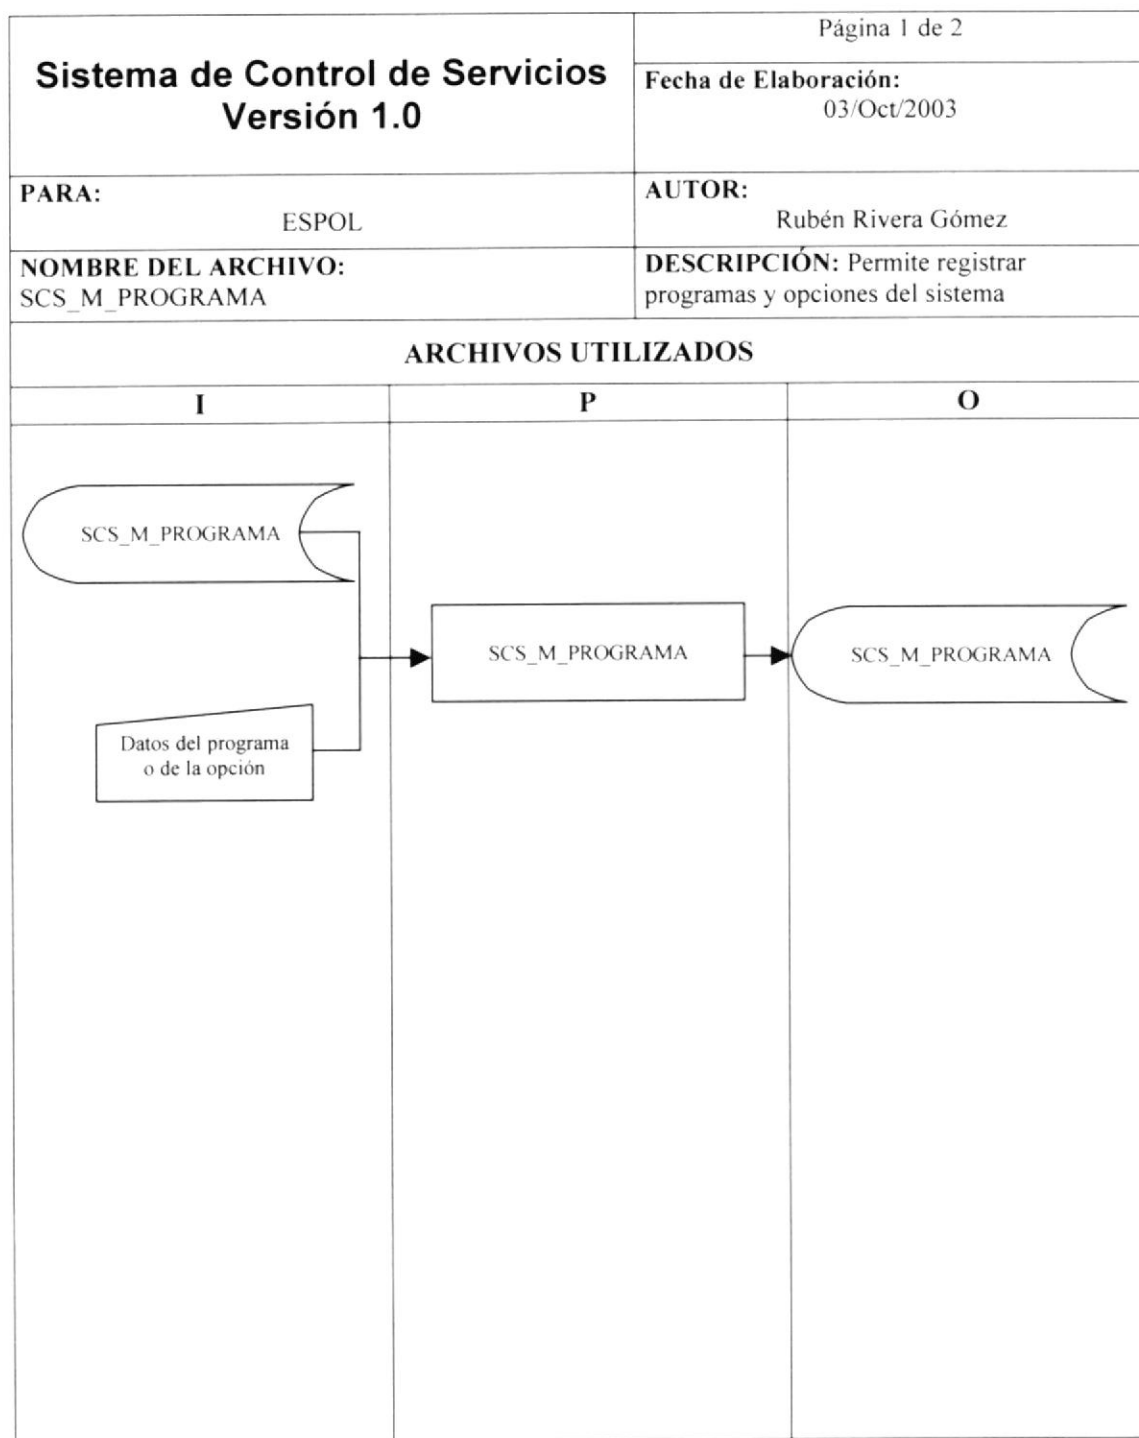 Sistema de Control de Servicios
Versión 1.0
Página 1 de 2
Fecha de Elaboración:
03/Oct/2003
PARA:
ESPOL
AUTOR:
Rubén Rivera Gómez
NOMBRE DEL ARCHIVO:
SCS_M_PROGRAMA
DESCRIPCIÓN: Permite registrar
programas y opciones del sistema
ARCHIVOS UTILIZADOS
I
P
O
SCS_M_PROGRAMA
SCS_M_PROGRAMA
SCS_M_PROGRAMA
Datos del programa
o de la opción